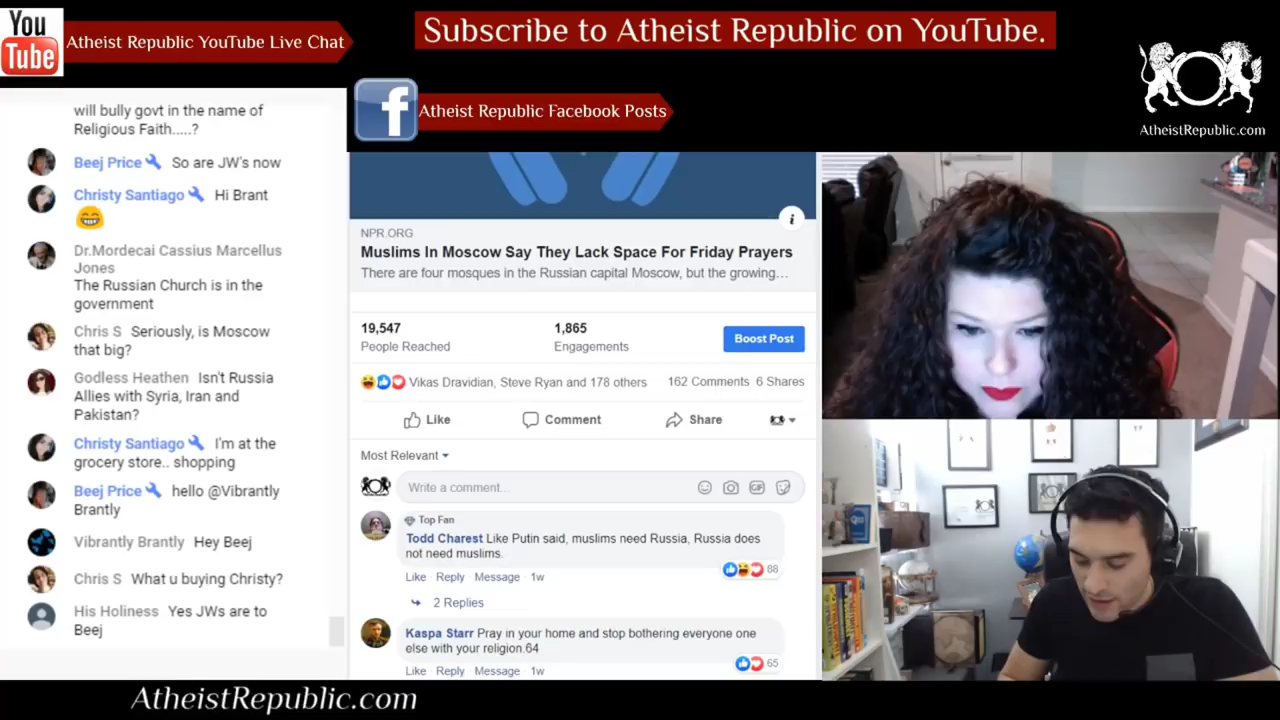 You
Tube
Atheist Republic YouTube Live Chat
Subscribe to Atheist Republic on YouTube.
AtheistRepublic.com
f
Atheist Republic Facebook Posts
will bully govt in the name of
Religious Faith.....?
Beej Price So are JW's now
Christy Santiago Hi Brant
Dr.Mordecai Cassius Marcellus
Jones
The Russian Church is in the
government
Chris S Seriously, is Moscow
that big?
Godless Heathen Isn't Russia
Allies with Syria, Iran and
Pakistan?
Christy Santiago I'm at the
grocery store.. shopping
Beej Price hello @Vibrantly
Brantly
Vibrantly Brantly Hey Beej
Chris S What u buying Christy?
His Holiness Yes JWs are to
Beej
i
NPR.ORG
Muslims In Moscow Say They Lack Space For Friday Prayers
There are four mosques in the Russian capital Moscow, but the growing...
19,547 1,865
People Reached Engagements
Boost Post
Vikas Dravidian, Steve Ryan and 178 others 162 Comments 6 Shares
Like Comment Share
Most Relevant
Write a comment...
GIF
Top Fan
Todd Charest Like Putin said, muslims need Russia, Russia does
not need muslims.
88
Like · Reply · Message · 1w
2 Replies
Kaspa Starr Pray in your home and stop bothering everyone one
else with your religion.64
65
Like · Reply · Message · 1w
AtheistRepublic.com